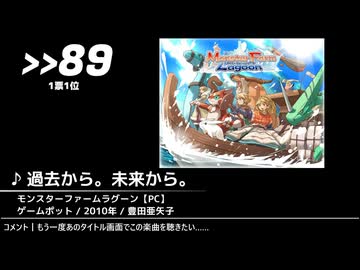 >>89
1票1位
Monster Farm
Lagoon
♪ 過去から。未来から。
モンスターファームラグーン【PC】
ゲームポット / 2010年 / 豊田亜矢子
コメント | もう一度あのタイトル画面でこの楽曲を聴きたい......